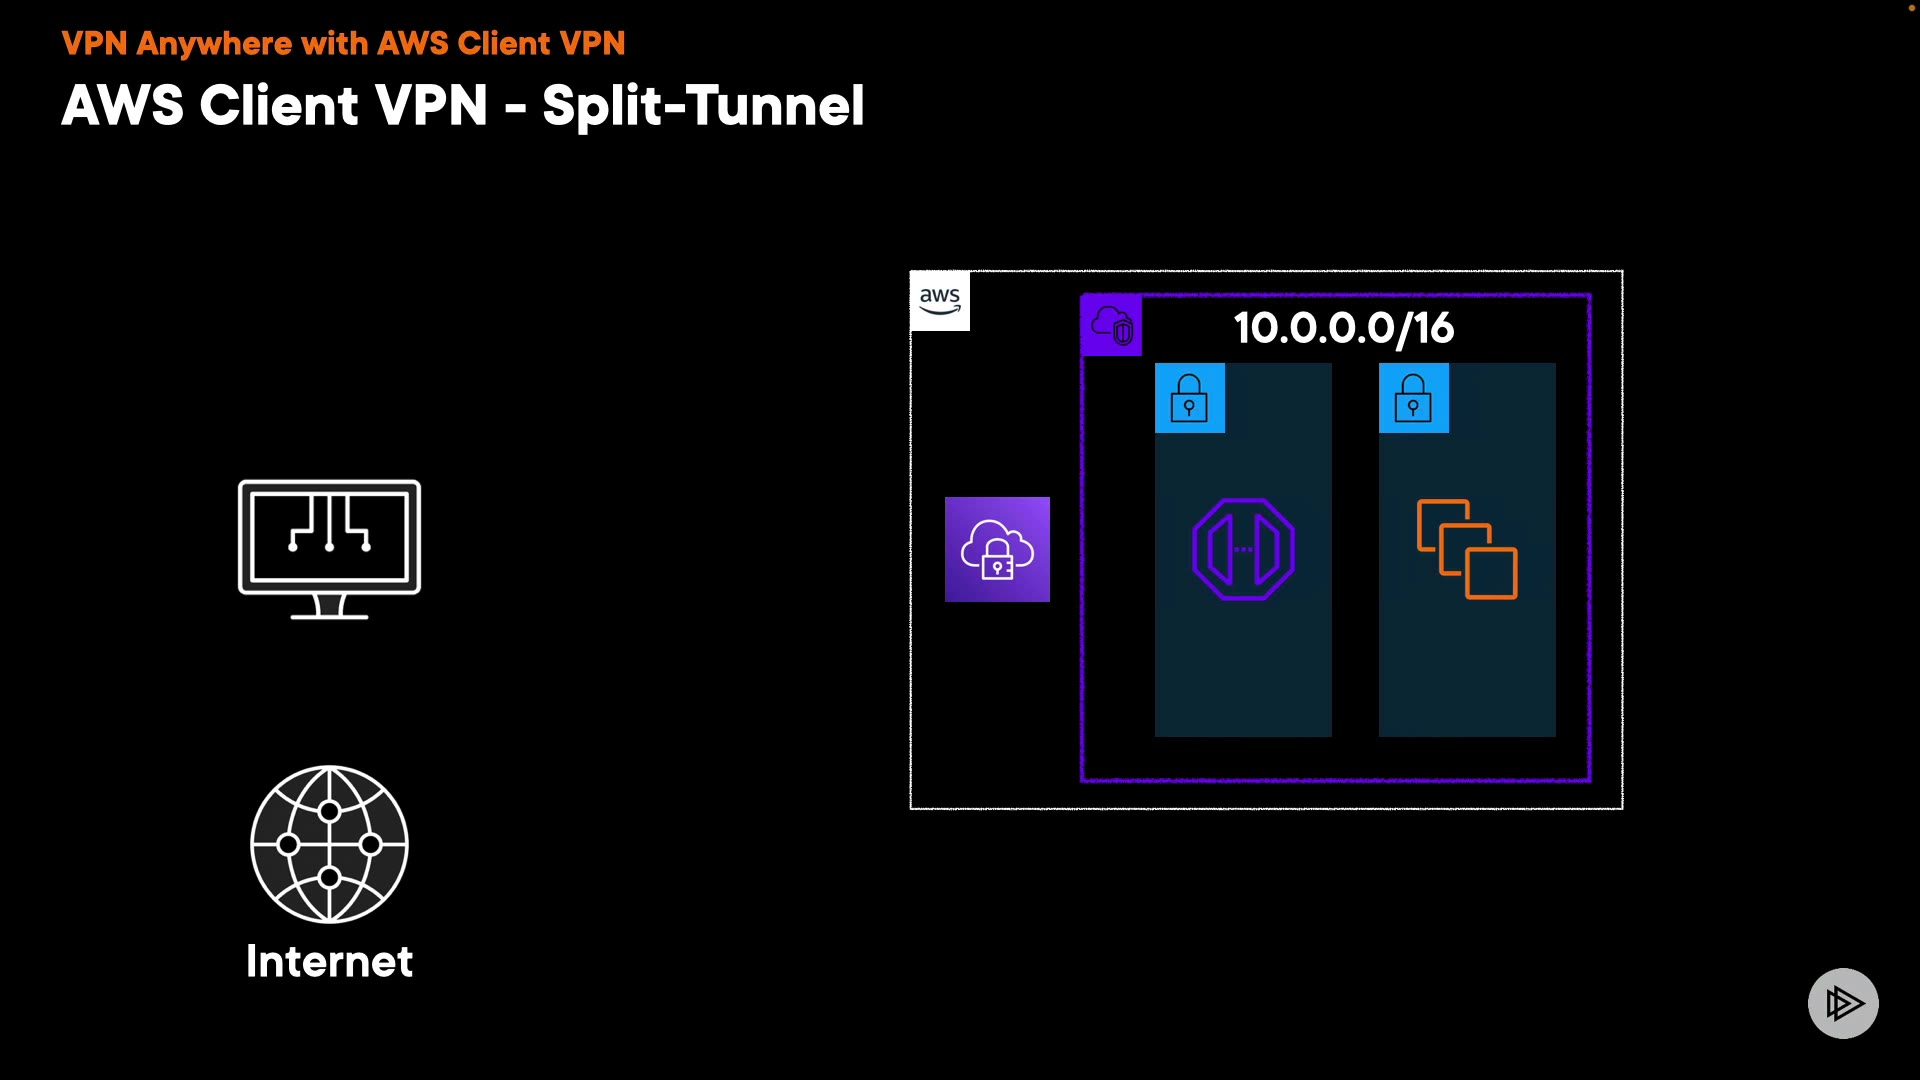 VPN Anywhere with AWS Client VPN
AWS Client VPN - Split-Tunnel
aws
10.0.0.0/16
Internet